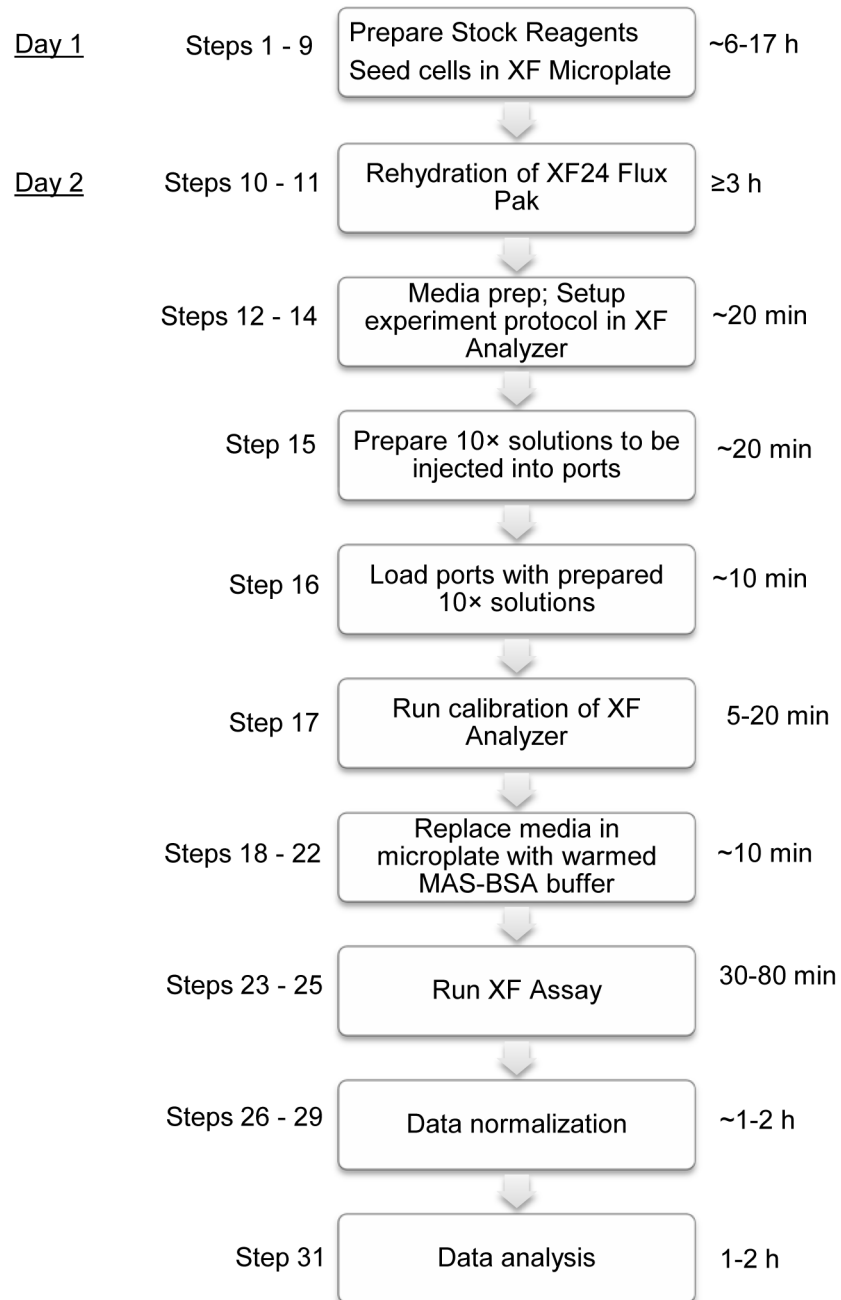 Day 1
Steps 1 - 9
Prepare Stock Reagents
Seed cells in XF Microplate
~6-17 h
Day 2
Steps 10 - 11
Rehydration of XF24 Flux
Pak
≥3 h
Steps 12 - 14
Media prep; Setup
experiment protocol in XF
Analyzer
~20 min
Step 15
Prepare 10× solutions to be
injected into ports
~20 min
Step 16
Load ports with prepared
10× solutions
~10 min
Step 17
Run calibration of XF
Analyzer
5-20 min
Steps 18 - 22
Replace media in
microplate with warmed
MAS-BSA buffer
~10 min
Steps 23 - 25
Run XF Assay
30-80 min
Steps 26 - 29
Data normalization
~1-2 h
Step 31
Data analysis
1-2 h